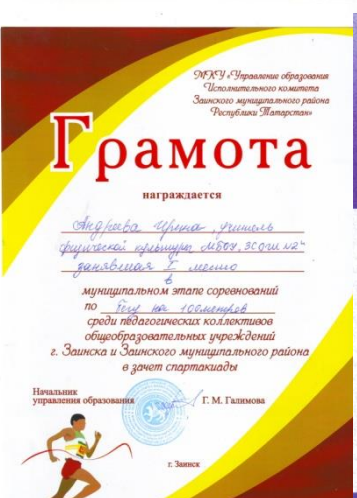 МКУ «Управление образования
Исполнительного комитета
Заинского муниципального района
Республики Татарстан»
Грамота
награждается
Андреева Ирина, учитель
физической культуры МБОУ „ЗСОШ №2"
занявшая I место
в
муниципальном этапе соревнований
по бегу на 100метров
среди педагогических коллективов
общеобразовательных учреждений
г. Заинска и Заинского муниципального района
в зачет спартакиады
Начальник
управления образования Г. М. Галимова
г. Заинск